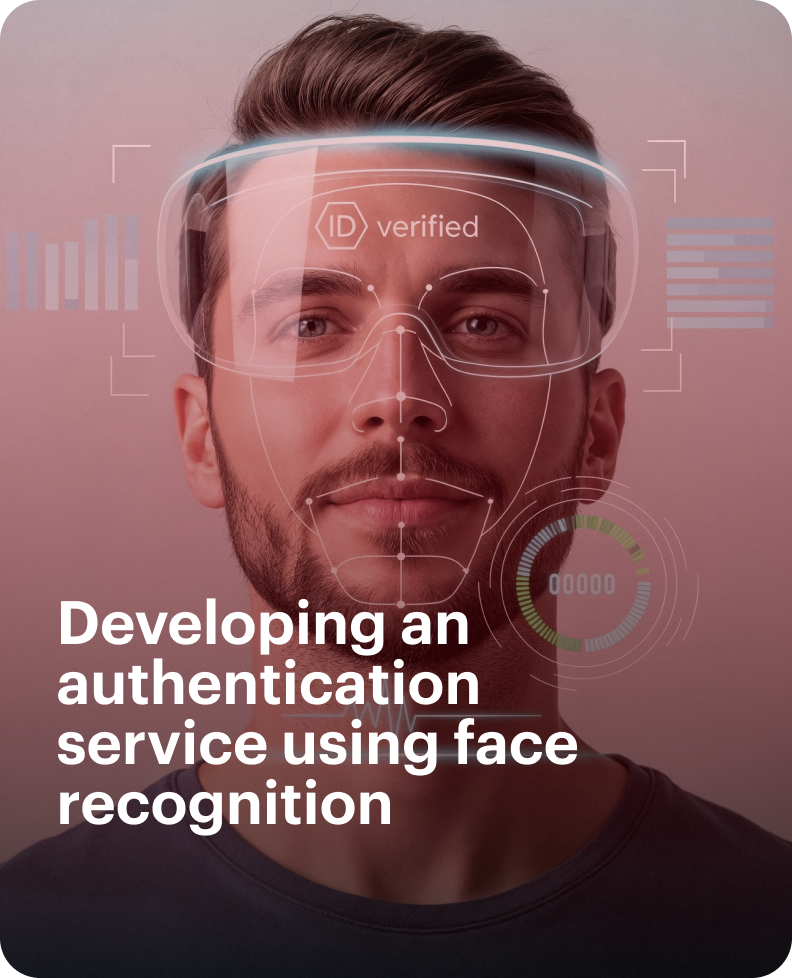 ID verified
00000
Developing an
authentication
service using face
recognition